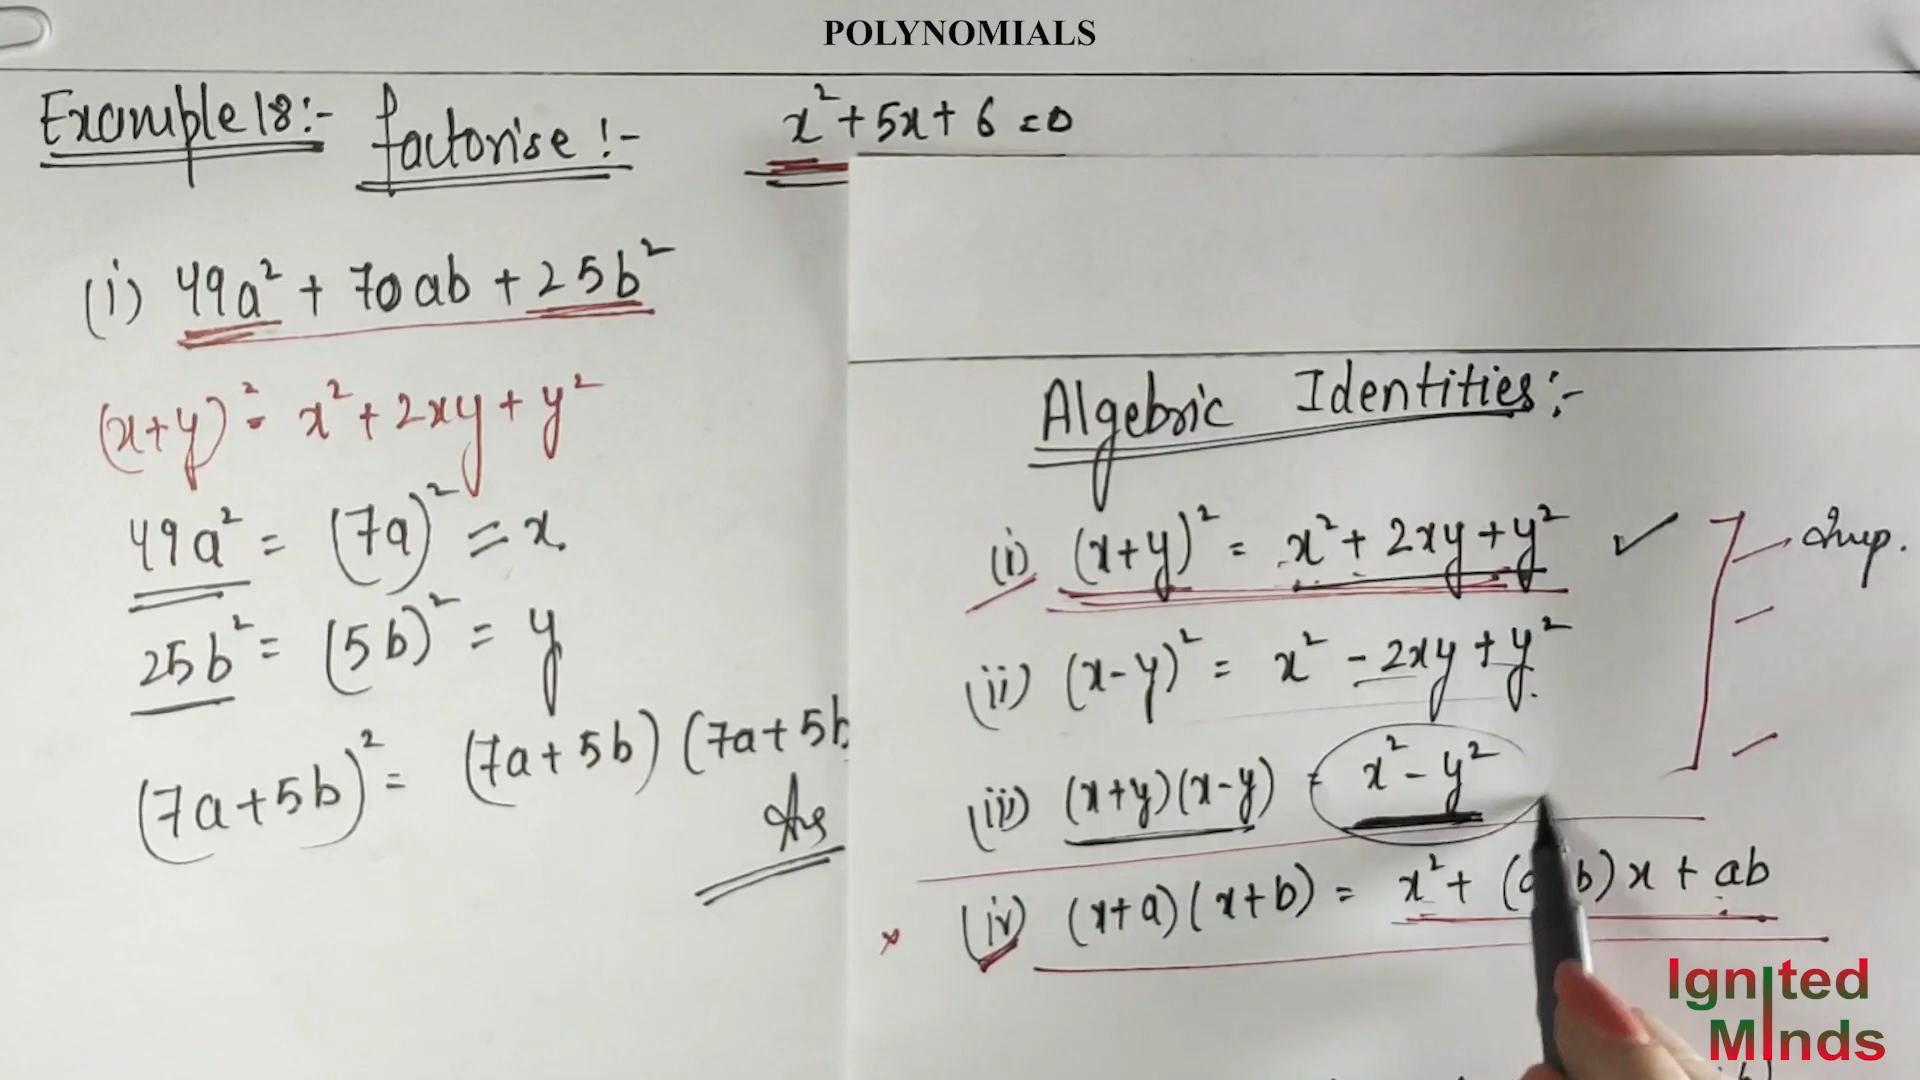 POLYNOMIALS
Example 18:- factorise :-
x² + 5x + 6 = 0
(i) 49a² + 70ab + 25b²
(x+y)² = x² + 2xy + y²
49a² = (7a)² = x
25b² = (5b)² = y
(7a+5b)² = (7a+5b) (7a+5b
Ans
Algebric Identities :-
(i) (x+y)² = x² + 2xy + y² ✓
Imp.
(ii) (x-y)² = x² - 2xy + y²
(iii) (x+y)(x-y) = x² - y²
(iv) (x+a)(x+b) = x² + ( b)x + ab
Ignited
Minds